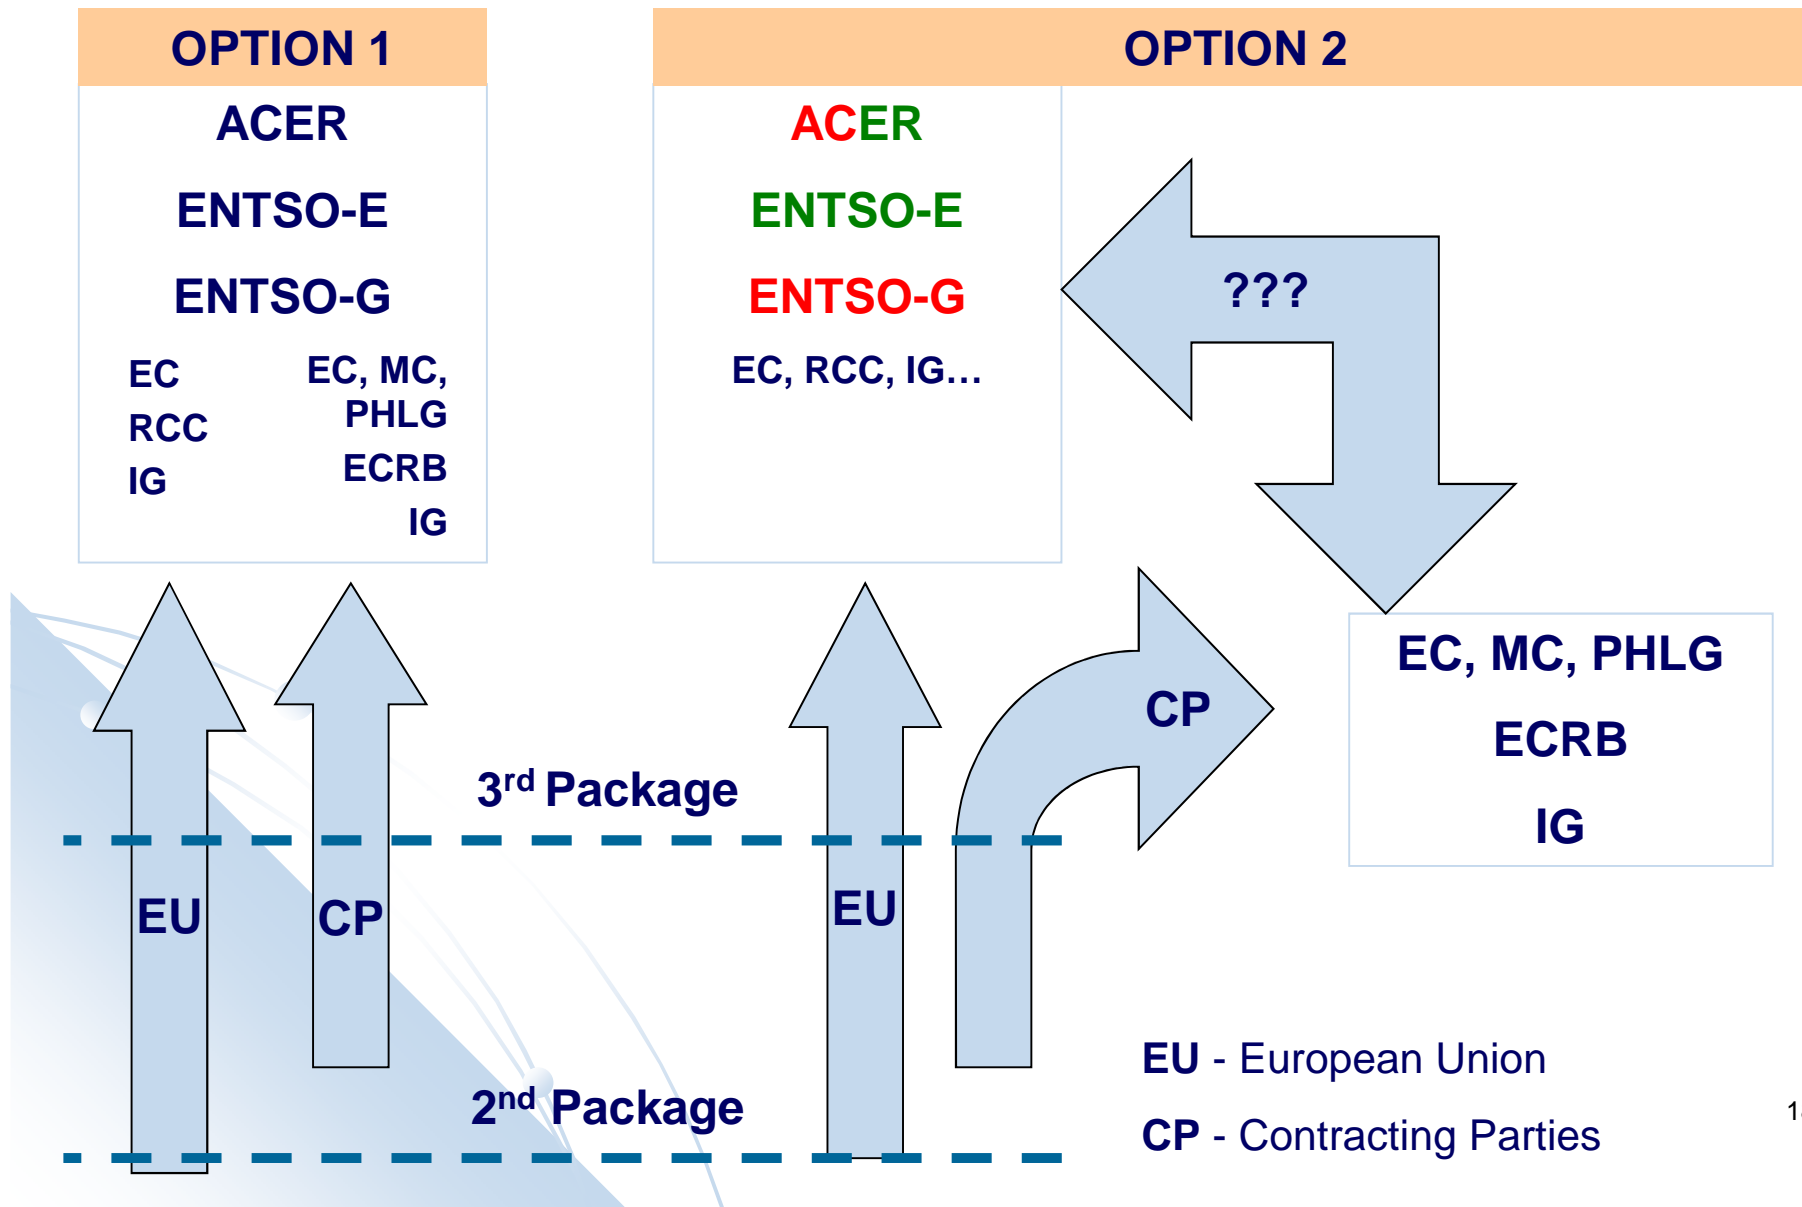 OPTION 1
ACER
ENTSO-E
ENTSO-G
EC
RCC
IG
EC, MC,
PHLG
ECRB
IG
OPTION 2
ACER
ENTSO-E
ENTSO-G
EC, RCC, IG…
???
CP
EC, MC, PHLG
ECRB
IG
3rd Package
EU
CP
EU
2nd Package
EU - European Union
CP - Contracting Parties